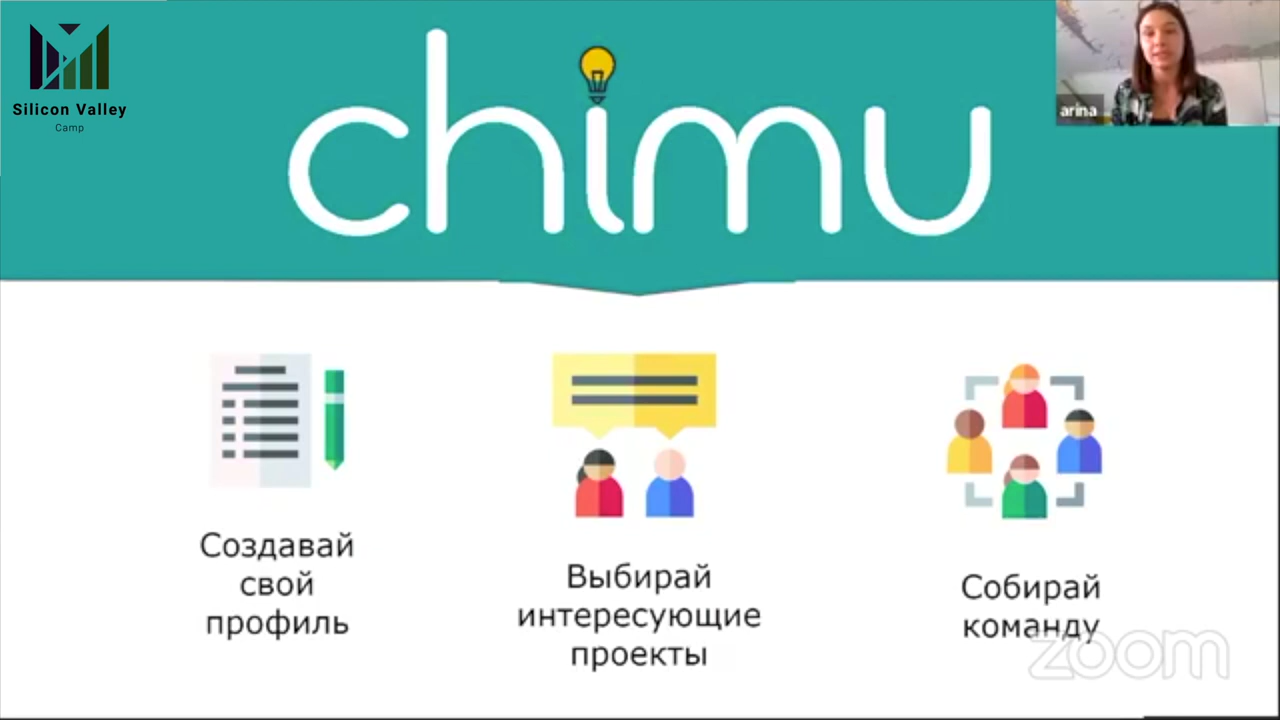 Silicon Valley
Camp
chimu
arina
Создавай
свой
профиль
Выбирай
интересующие
проекты
Собирай
команду
zoom